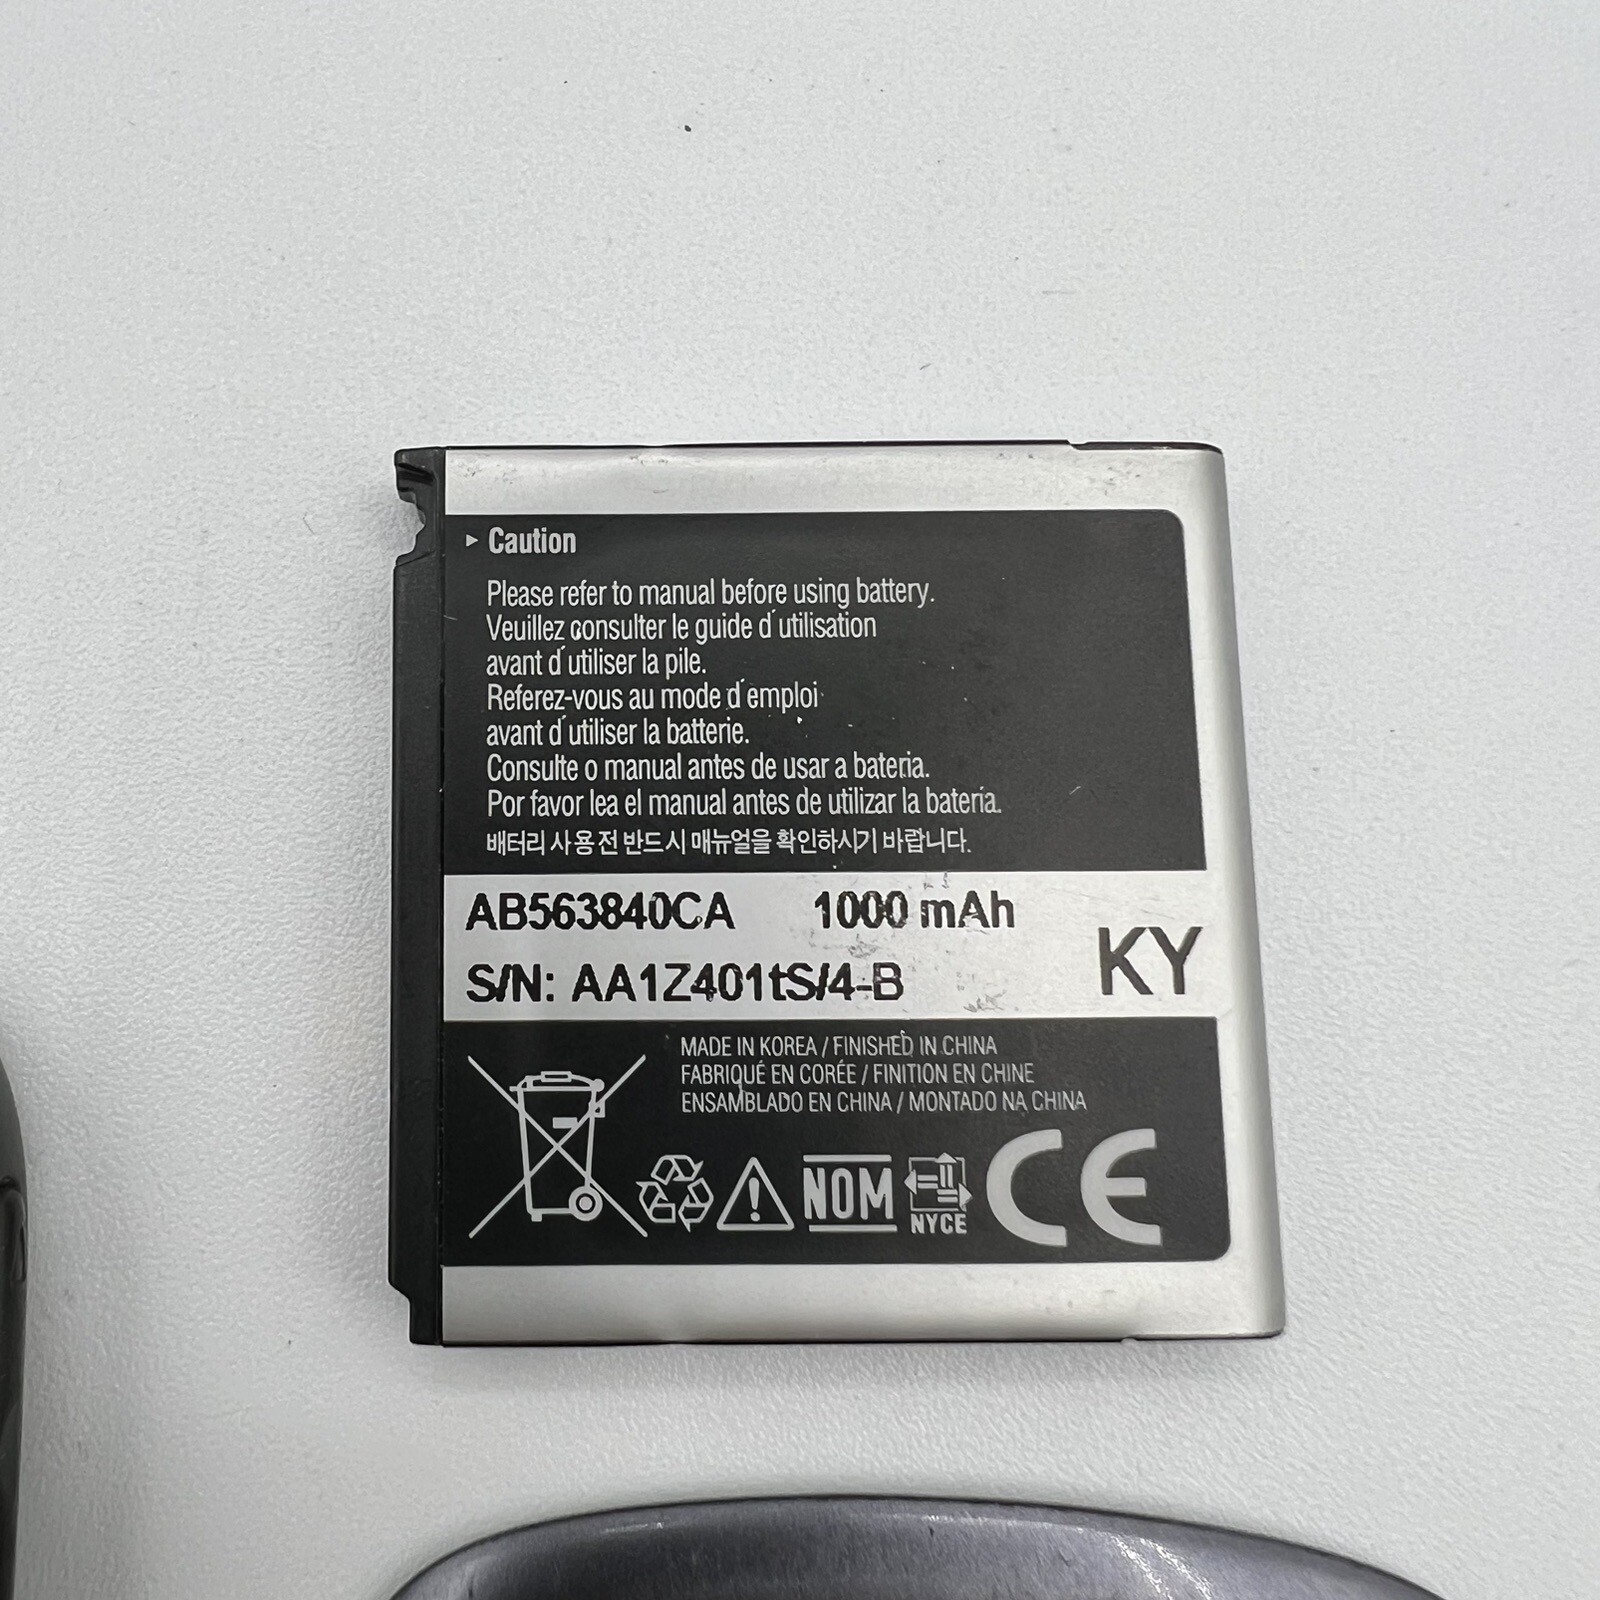 ▸ Caution
Please refer to manual before using battery.
Veuillez consulter le guide d´utilisation
avant d´utiliser la pile.
Referez-vous au mode d´emploi
avant d´utiliser la batterie.
Consulte o manual antes de usar a bateria.
Por favor lea el manual antes de utilizar la batería.
배터리 사용 전 반드시 매뉴얼을 확인하시기 바랍니다.
AB563840CA 1000 mAh
S/N: AA1Z401tS/4-B
KY
MADE IN KOREA / FINISHED IN CHINA
FABRIQUÉ EN CORÉE / FINITION EN CHINE
ENSAMBLADO EN CHINA / MONTADO NA CHINA
NOM NYCE CE